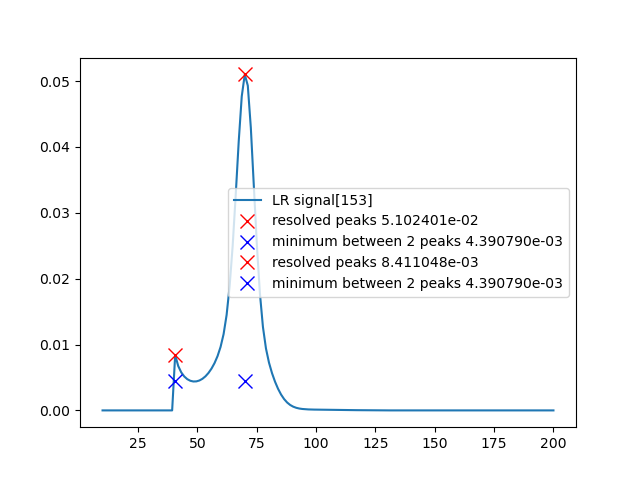 0.05
0.04
0.03
0.02
0.01
0.00
LR signal[153]
resolved peaks 5.102401e-02
minimum between 2 peaks 4.390790e-03
resolved peaks 8.411048e-03
minimum between 2 peaks 4.390790e-03
25 50 75 100 125 150 175 200